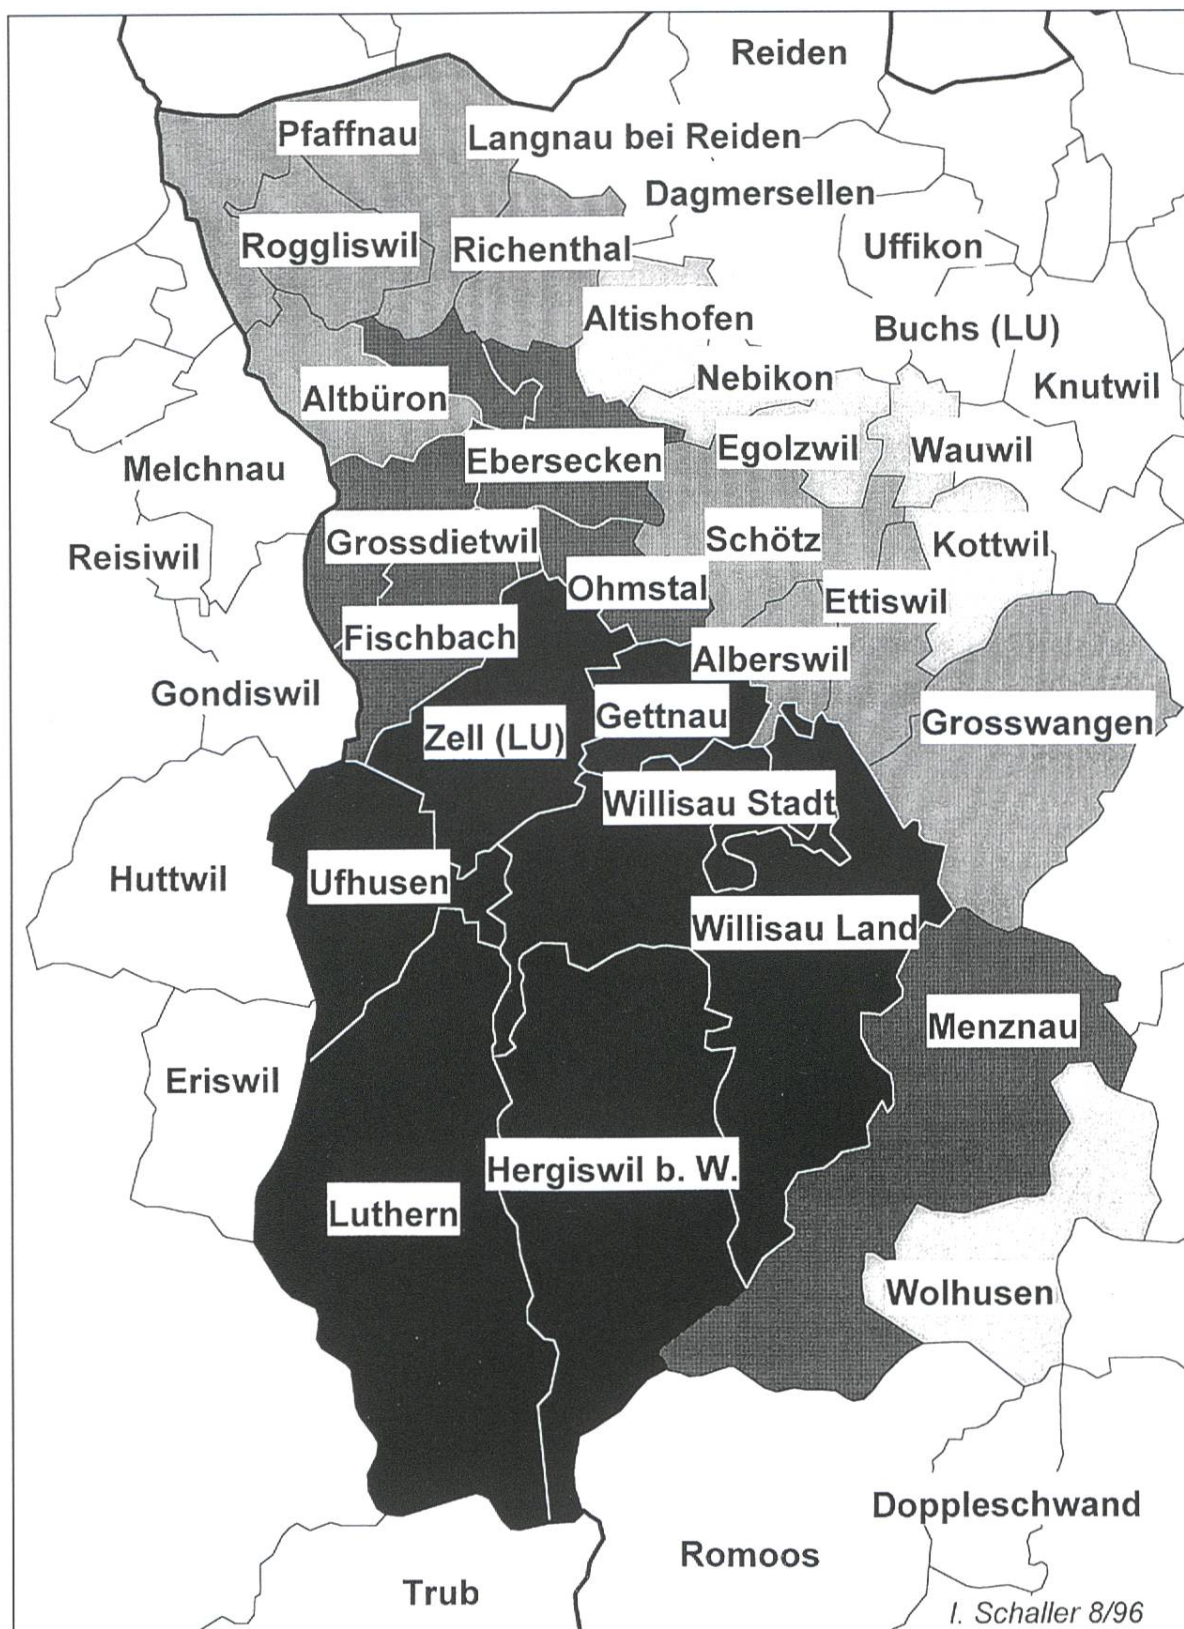 Reiden
Pfaffnau
Langnau bei Reiden
Dagmersellen
Roggliswil
Richenthal
Uffikon
Altishofen
Buchs (LU)
Nebikon
Knutwil
Altbüron
Egolzwil
Wauwil
Melchnau
Ebersecken
Reisiwil
Grossdietwil
Schötz
Kottwil
Ohmstal
Ettiswil
Fischbach
Alberswil
Gondiswil
Gettnau
Grosswangen
Zell (LU)
Willisau Stadt
Huttwil
Ufhusen
Willisau Land
Menznau
Eriswil
Hergiswil b. W.
Luthern
Wolhusen
Doppleschwand
Romoos
Trub
I. Schaller 8/96